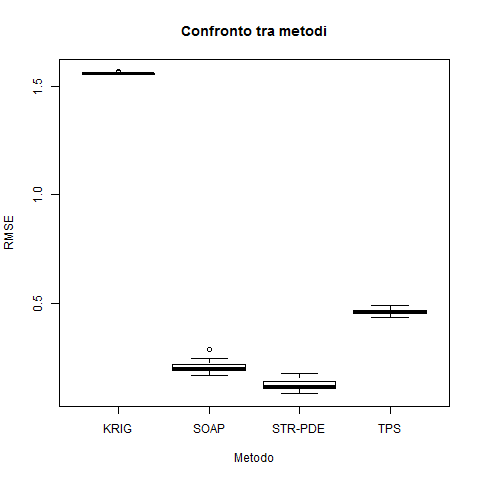 Confronto tra metodi
RMSE
1.5
1.0
0.5
KRIG SOAP STR-PDE TPS
Metodo